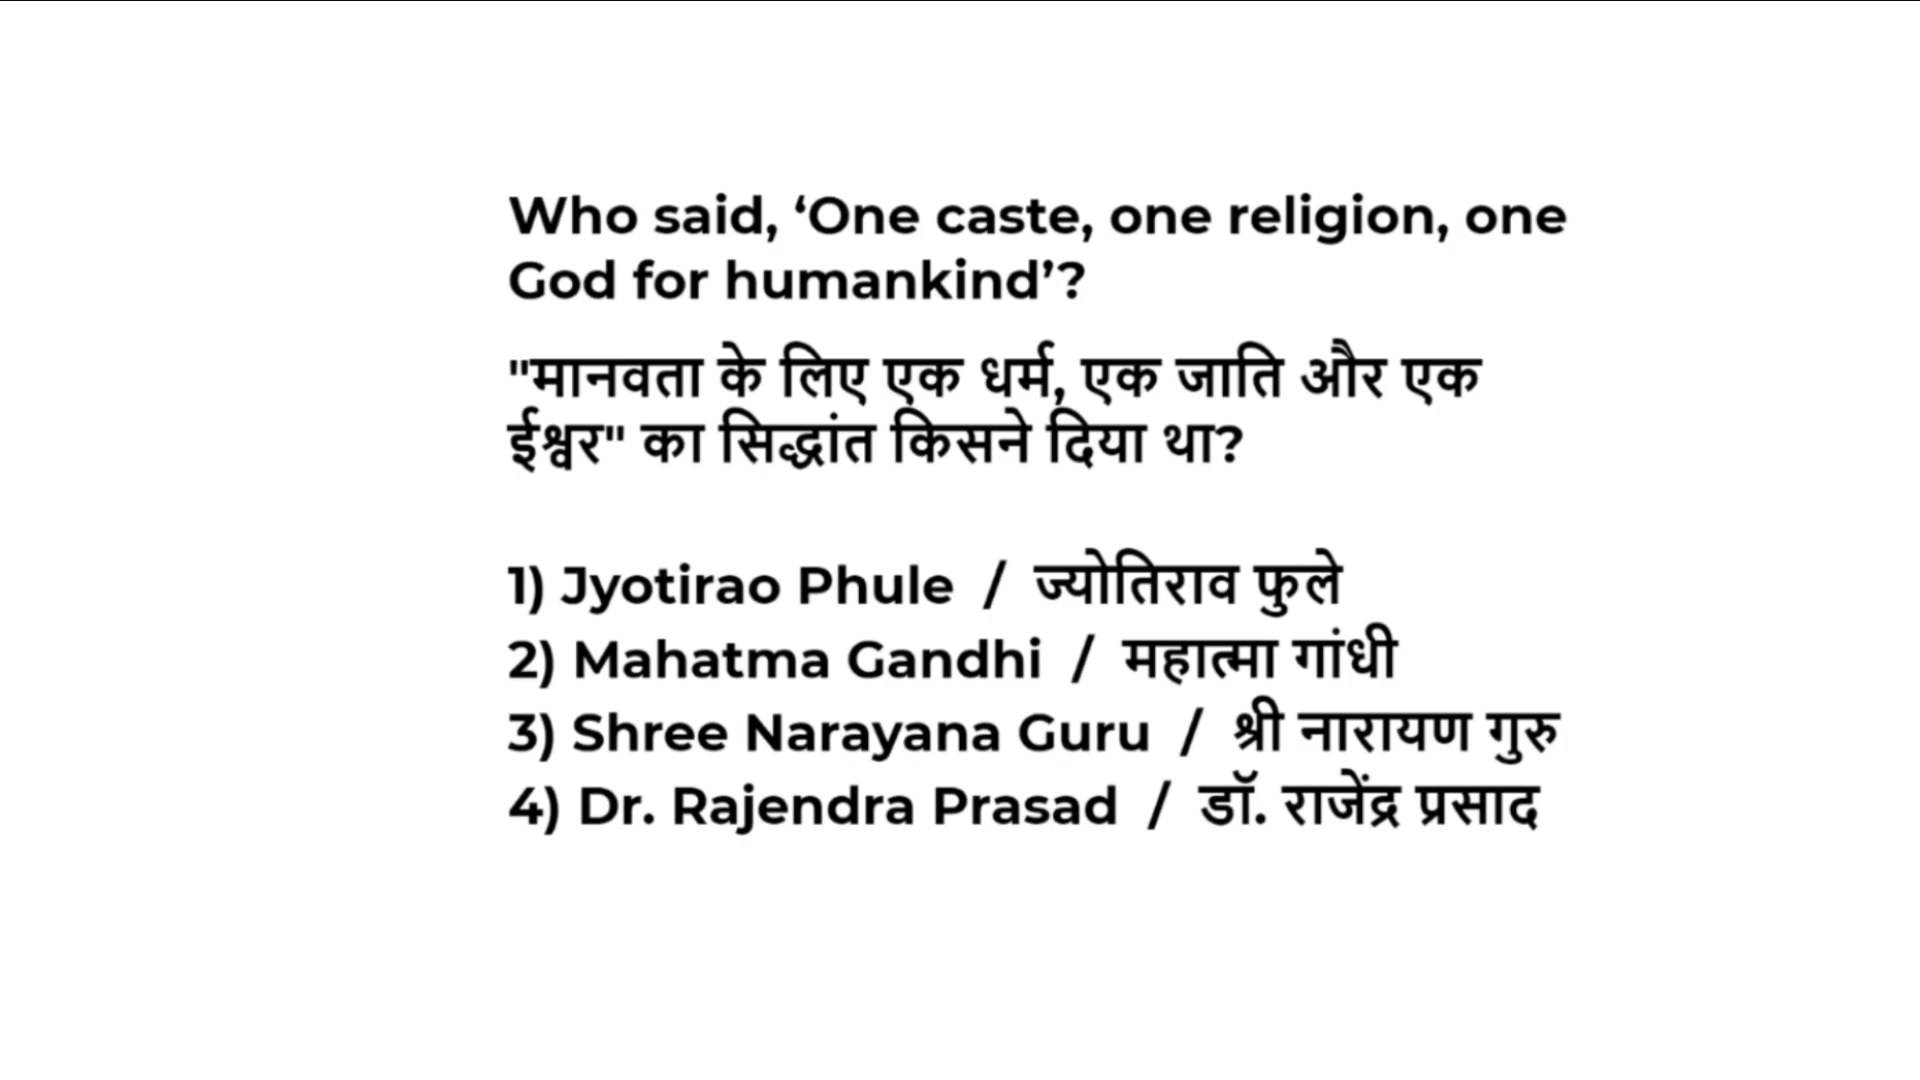 Who said, ‘One caste, one religion, one
God for humankind’?
"मानवता के लिए एक धर्म, एक जाति और एक
ईश्वर" का सिद्धांत किसने दिया था?
1) Jyotirao Phule / ज्योतिराव फुले
2) Mahatma Gandhi / महात्मा गांधी
3) Shree Narayana Guru / श्री नारायण गुरु
4) Dr. Rajendra Prasad / डॉ. राजेंद्र प्रसाद